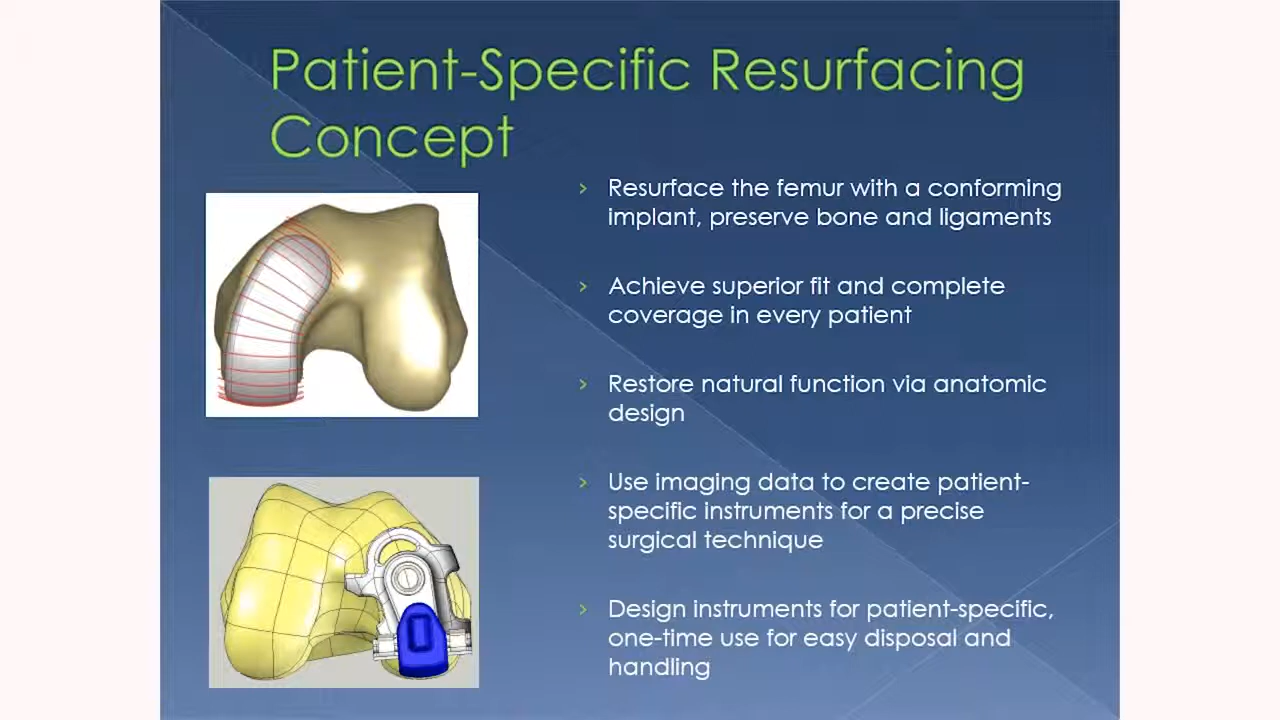 Patient-Specific Resurfacing
Concept
› Resurface the femur with a conforming
implant, preserve bone and ligaments
› Achieve superior fit and complete
coverage in every patient
› Restore natural function via anatomic
design
› Use imaging data to create patient-
specific instruments for a precise
surgical technique
› Design instruments for patient-specific,
one-time use for easy disposal and
handling